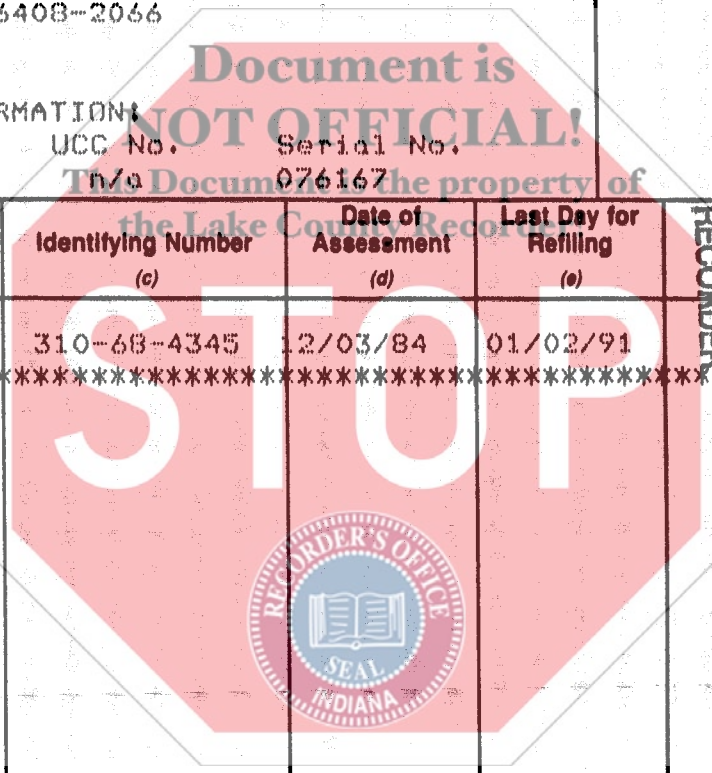 6408-2066
Document is
RMATION:
NOT OFFICIAL!
UCC No. Serial No.
n/a 076167
This Document is the property of
the Lake County Recorder!
Identifying Number
(c)
Date of
Assessment
(d)
Last Day for
Refiling
(e)
RECORDER
310-68-4345 12/03/84 01/02/91
***************************************************
STOP
RECORDER'S OFFICE
SEAL
INDIANA